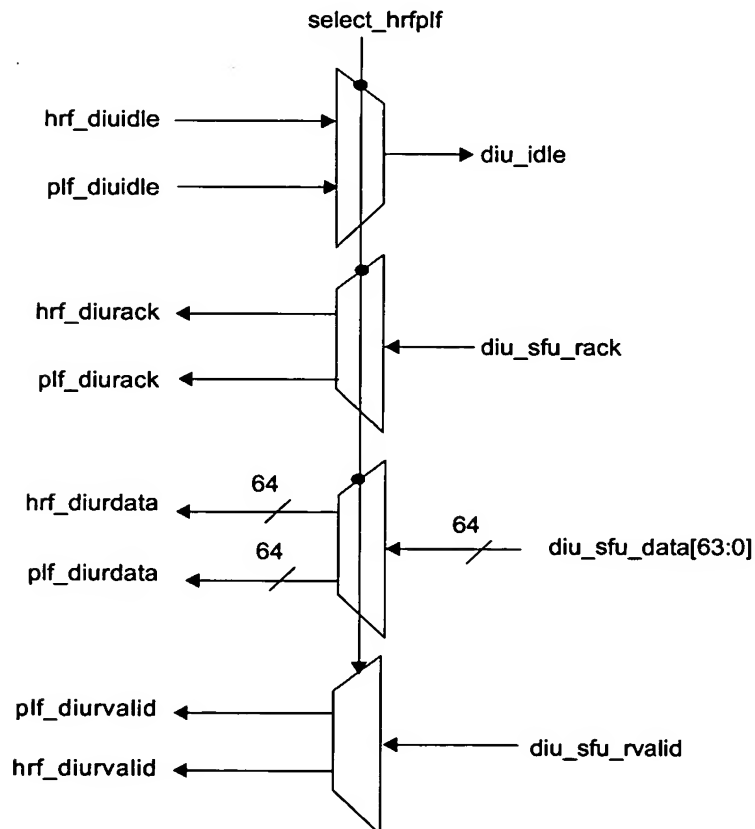 select_hrfplf
hrf_diuidle
diu_idle
plf_diuidle
hrf_diurack
diu_sfu_rack
plf_diurack
64
hrf_diurdata
64
diu_sfu_data[63:0]
64
plf_diurdata
plf_diurvalid
diu_sfu_rvalid
hrf_diurvalid